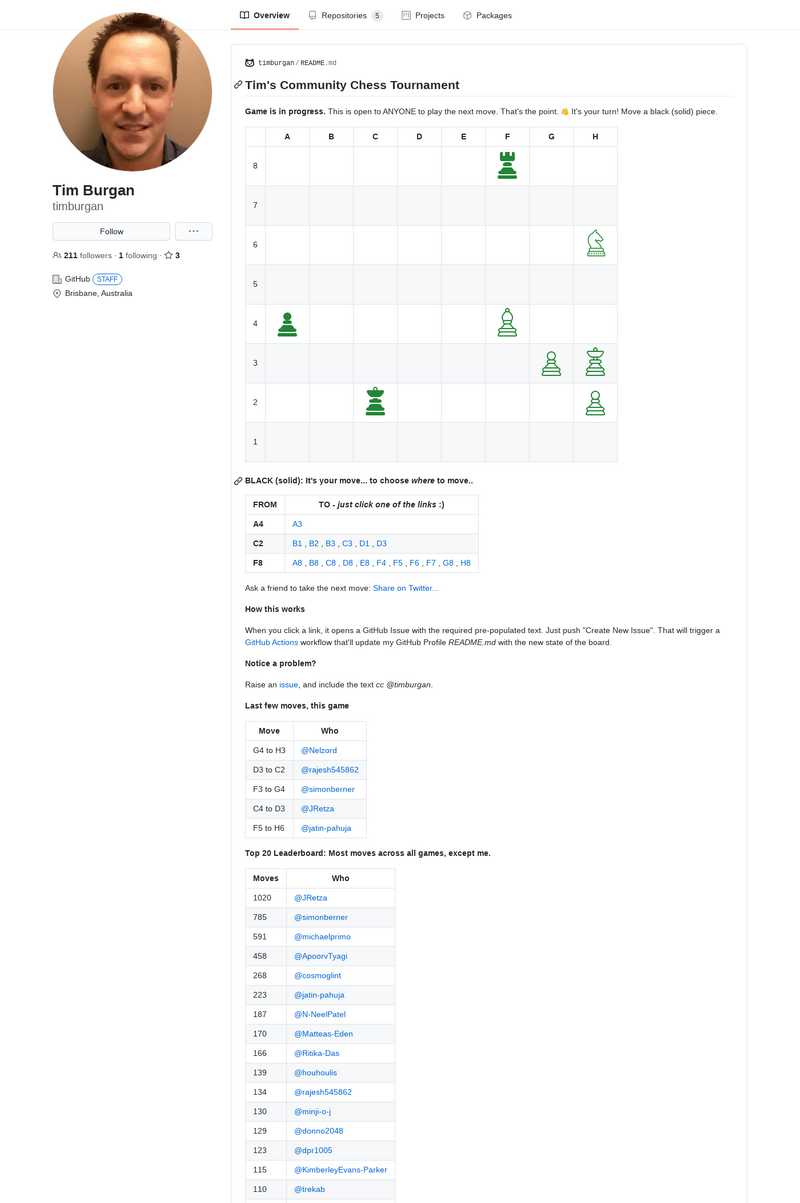 Overview Repositories 5 Projects Packages
Tim Burgan
timburgan
Follow ...
211 followers · 1 following · 3
GitHub STAFF
Brisbane, Australia
timburgan/README.md
Tim's Community Chess Tournament
Game is in progress. This is open to ANYONE to play the next move. That's the point. 👋 It's your turn! Move a black (solid) piece.
A B C D E F G H
8
7
6
5
4
3
2
1
BLACK (solid): It's your move... to choose where to move..
FROM TO - just click one of the links :)
A4 A3
C2 B1 , B2 , B3 , C3 , D1 , D3
F8 A8 , B8 , C8 , D8 , E8 , F4 , F5 , F6 , F7 , G8 , H8
Ask a friend to take the next move: Share on Twitter...
How this works
When you click a link, it opens a GitHub Issue with the required pre-populated text. Just push "Create New Issue". That will trigger a
GitHub Actions workflow that'll update my GitHub Profile README.md with the new state of the board.
Notice a problem?
Raise an issue, and include the text cc @timburgan.
Last few moves, this game
Move Who
G4 to H3 @Nelzord
D3 to C2 @rajesh545862
F3 to G4 @simonberner
C4 to D3 @JRetza
F5 to H6 @jatin-pahuja
Top 20 Leaderboard: Most moves across all games, except me.
Moves Who
1020 @JRetza
785 @simonberner
591 @michaelprimo
458 @ApoorvTyagi
268 @cosmoglint
223 @jatin-pahuja
187 @N-NeelPatel
170 @Matteas-Eden
166 @Ritika-Das
139 @houhoulis
134 @rajesh545862
130 @minji-o-j
129 @donno2048
123 @dpr1005
115 @KimberleyEvans-Parker
110 @trekab